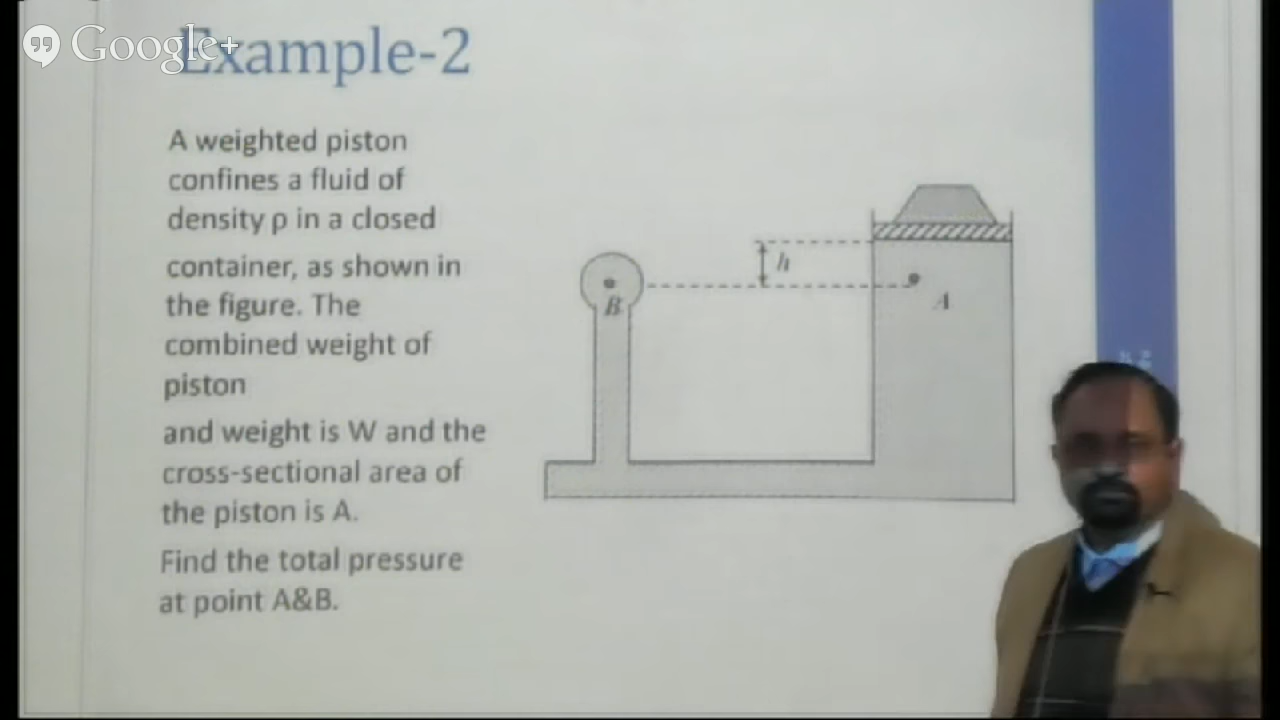 Google+
Example-2
A weighted piston
confines a fluid of
density ρ in a closed
container, as shown in
the figure. The
combined weight of
piston
and weight is W and the
cross-sectional area of
the piston is A.
Find the total pressure
at point A&B.
h
B
A